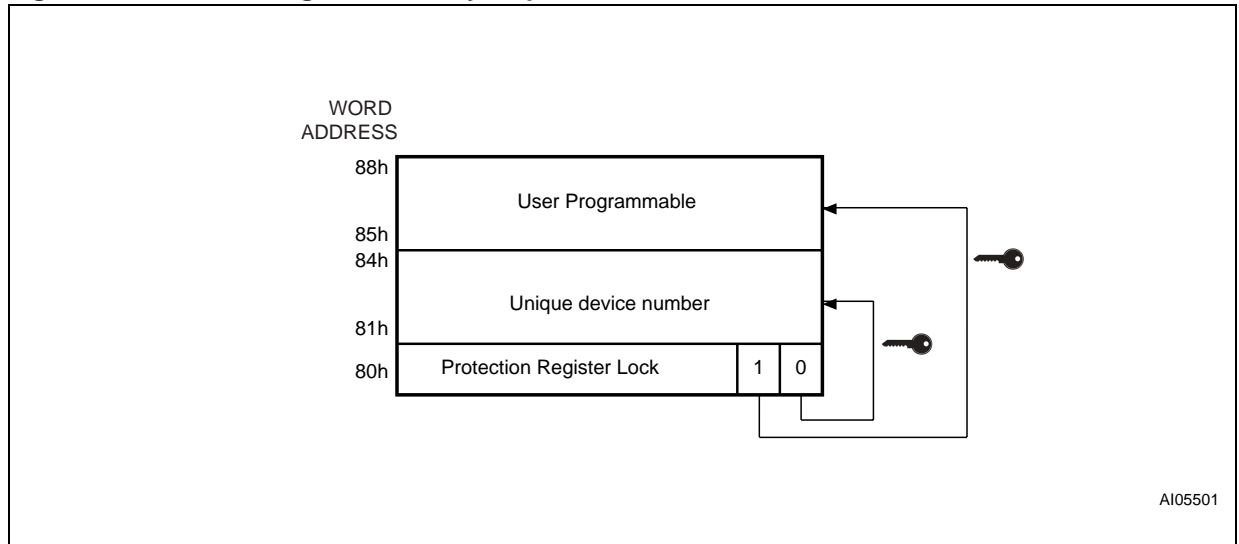 WORD
ADDRESS
88h
User Programmable
85h
84h
Unique device number
81h
80h
Protection Register Lock
1
0
AI05501